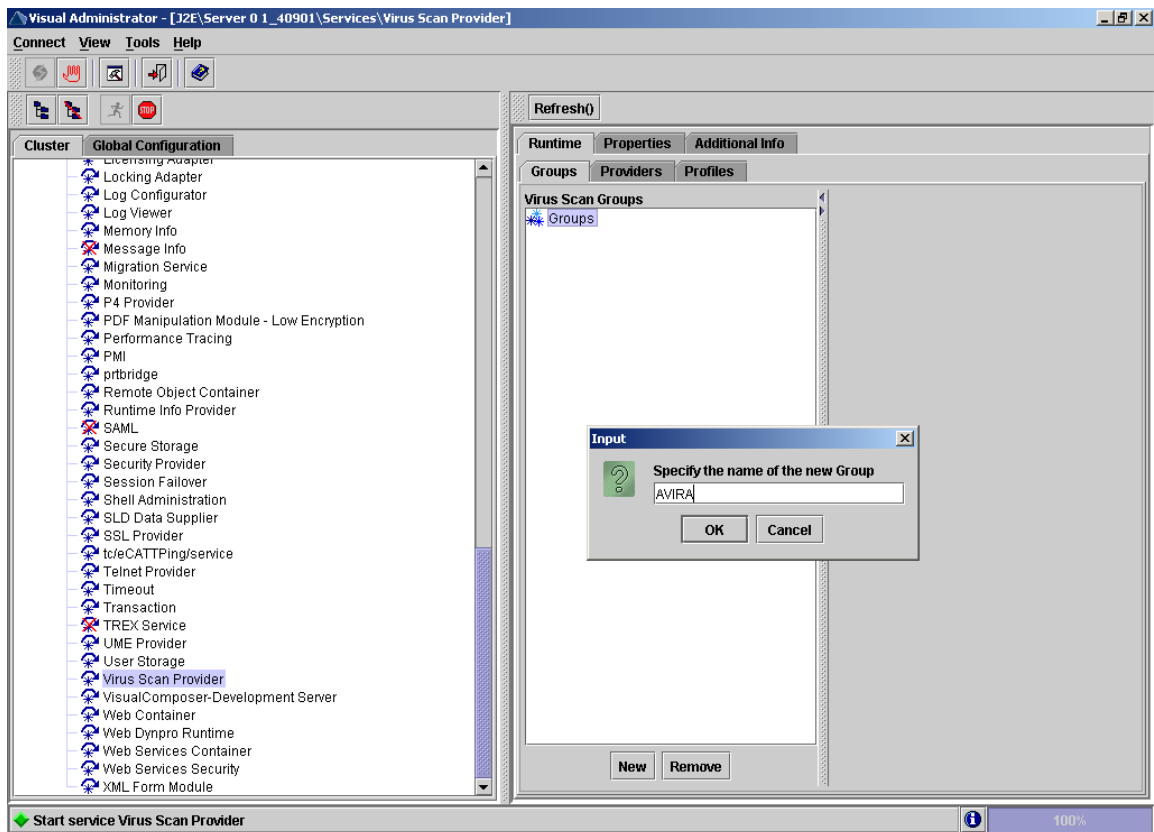 Visual Administrator - [J2E\Server 0 1_40901\Services\Virus Scan Provider]
Connect View Tools Help
Refresh()
Cluster Global Configuration
Runtime Properties Additional Info
Groups Providers Profiles
Licensing Adapter
Locking Adapter
Log Configurator
Log Viewer
Memory Info
Message Info
Migration Service
Monitoring
P4 Provider
PDF Manipulation Module - Low Encryption
Performance Tracing
PMI
prtbridge
Remote Object Container
Runtime Info Provider
SAML
Secure Storage
Security Provider
Session Failover
Shell Administration
SLD Data Supplier
SSL Provider
tc/eCATTPing/service
Telnet Provider
Timeout
Transaction
TREX Service
UME Provider
User Storage
Virus Scan Provider
VisualComposer-Development Server
Web Container
Web Dynpro Runtime
Web Services Container
Web Services Security
XML Form Module
Virus Scan Groups
Groups
Input
Specify the name of the new Group
AVIRA
OK Cancel
New Remove
Start service Virus Scan Provider
100%
STOP